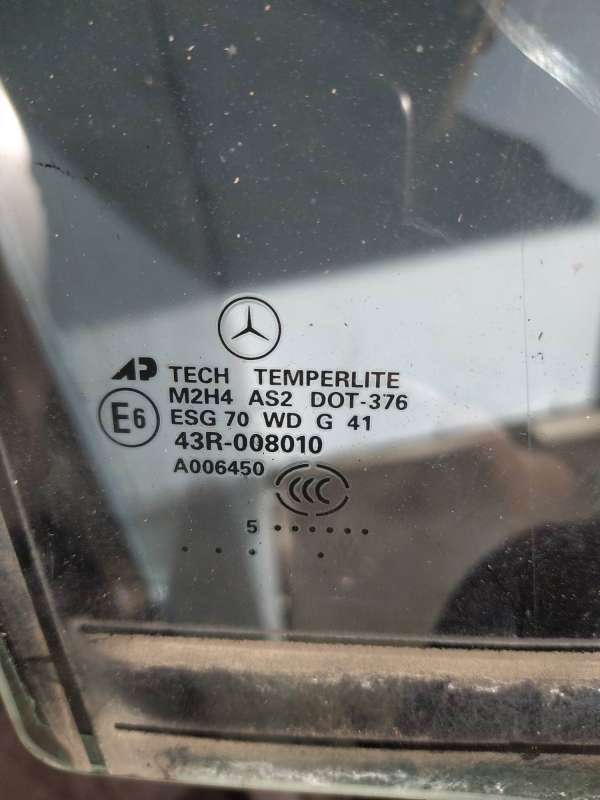 AP TECH TEMPERLITE
M2H4 AS2 DOT-376
E6 ESG 70 WD G 41
43R-008010
A006450
CCC
5